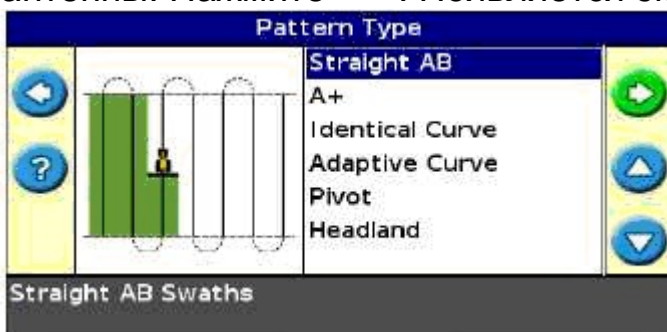 Pattern Type
Straight AB
A+
Identical Curve
Adaptive Curve
Pivot
Headland
?
Straight AB Swaths